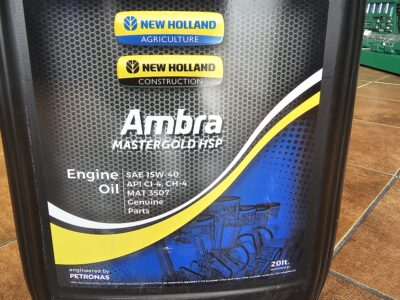 NEW HOLLAND
AGRICULTURE
NEW HOLLAND
CONSTRUCTION
Ambra
MASTERGOLD HSP
Engine Oil
SAE 15W-40
API CI-4, CH-4
MAT 3507
Genuine
Parts
engineered by
PETRONAS
20lt.